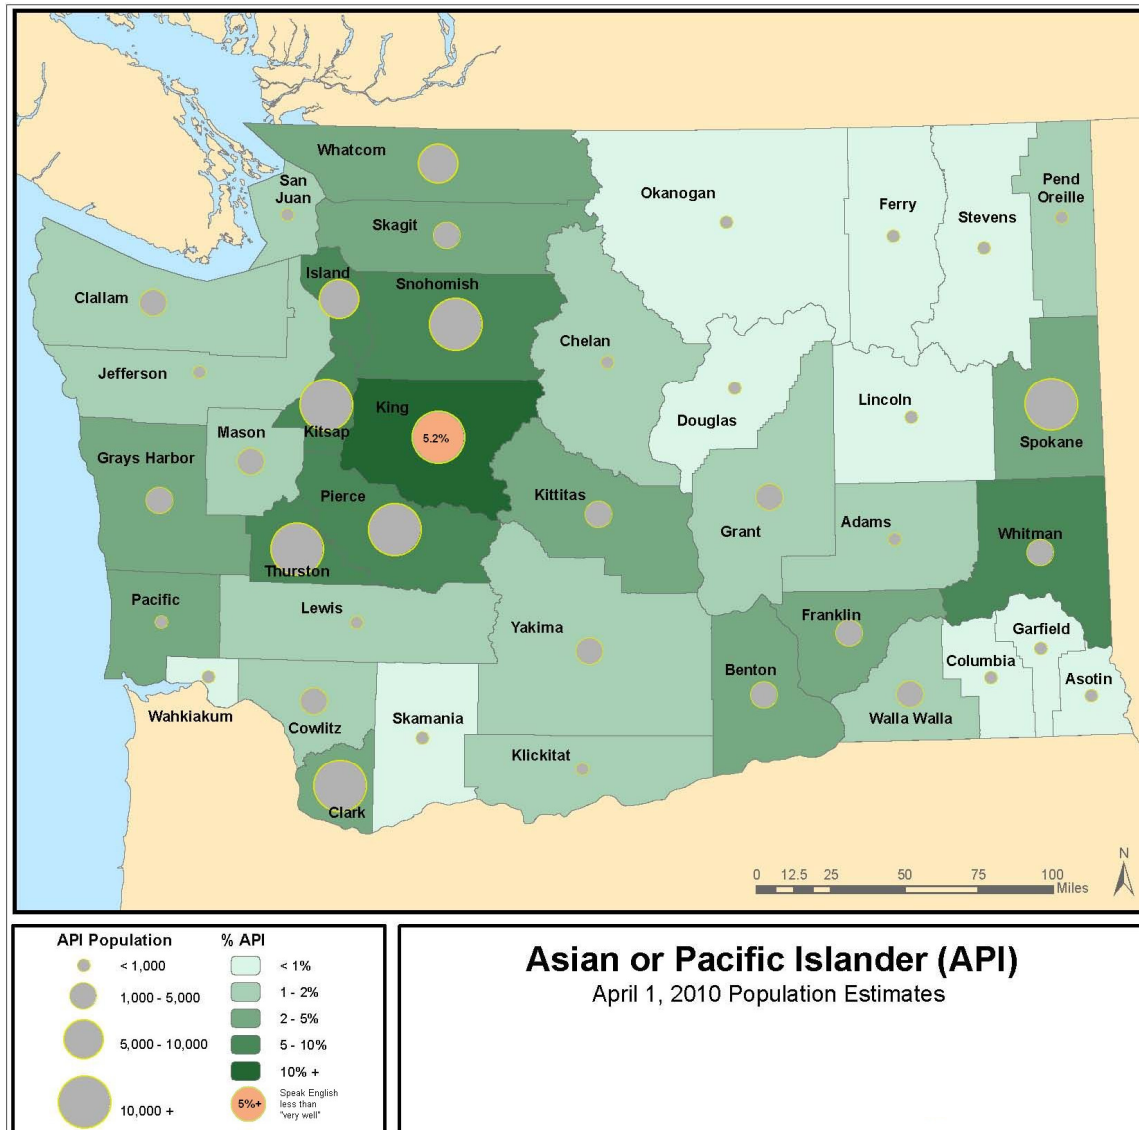 Whatcom
San
Juan
Skagit
Okanogan
Ferry
Stevens
Pend
Oreille
Island
Snohomish
Clallam
Chelan
Jefferson
King
5.2%
Kitsap
Douglas
Lincoln
Spokane
Mason
Grays Harbor
Pierce
Kittitas
Grant
Adams
Whitman
Thurston
Pacific
Lewis
Yakima
Franklin
Garfield
Benton
Columbia
Asotin
Wahkiakum
Cowlitz
Skamania
Walla Walla
Klickitat
Clark
N
0 12.5 25 50 75 100
Miles
API Population
< 1,000
1,000 - 5,000
5,000 - 10,000
10,000 +
% API
< 1%
1 - 2%
2 - 5%
5 - 10%
10% +
5%+
Speak English
less than
"very well"
Asian or Pacific Islander (API)
April 1, 2010 Population Estimates